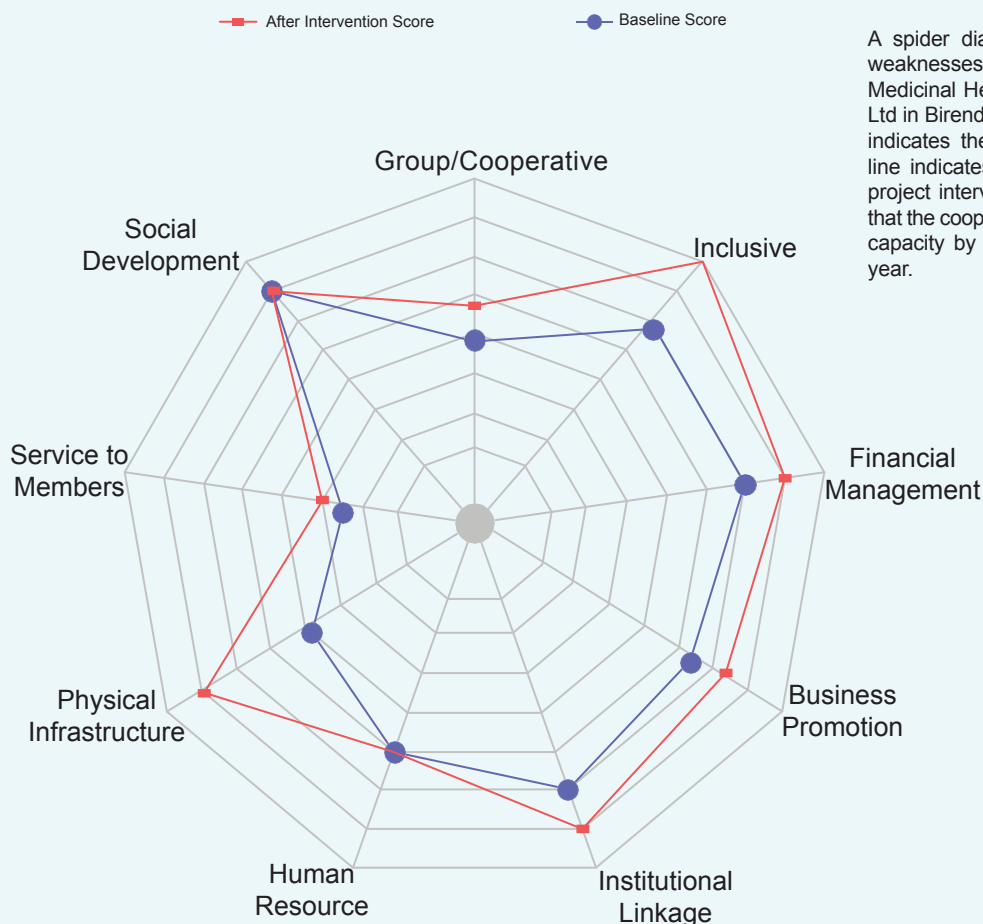 After Intervention Score
Baseline Score
A spider dia
weaknesses
Medicinal He
Ltd in Birend
indicates the
line indicates
project interv
that the coop
capacity by
year.
Group/Cooperative
Inclusive
Financial
Management
Business
Promotion
Institutional
Linkage
Human
Resource
Physical
Infrastructure
Service to
Members
Social
Development